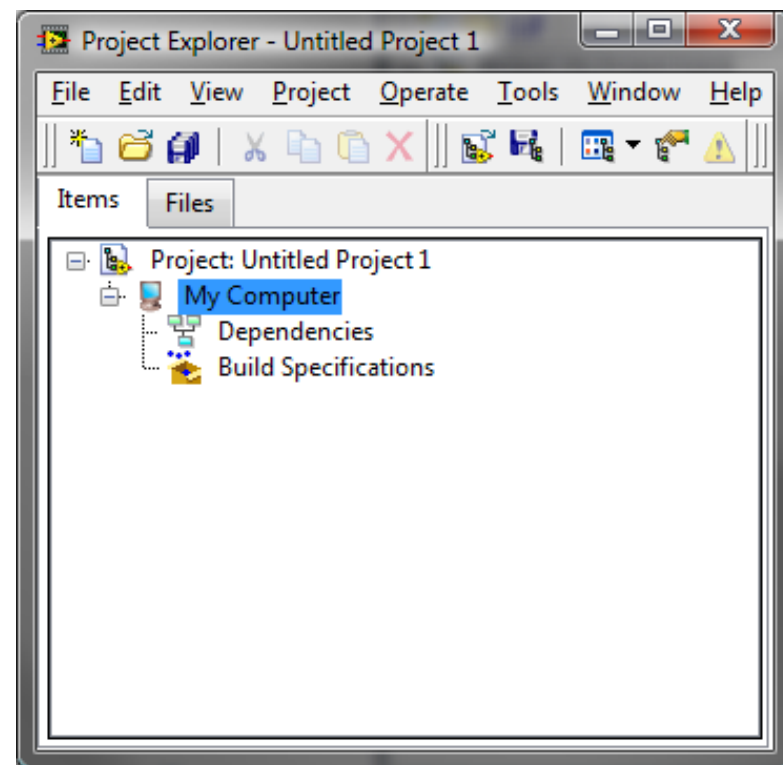 Project Explorer - Untitled Project 1
File Edit View Project Operate Tools Window Help
Items Files
Project: Untitled Project 1
My Computer
Dependencies
Build Specifications